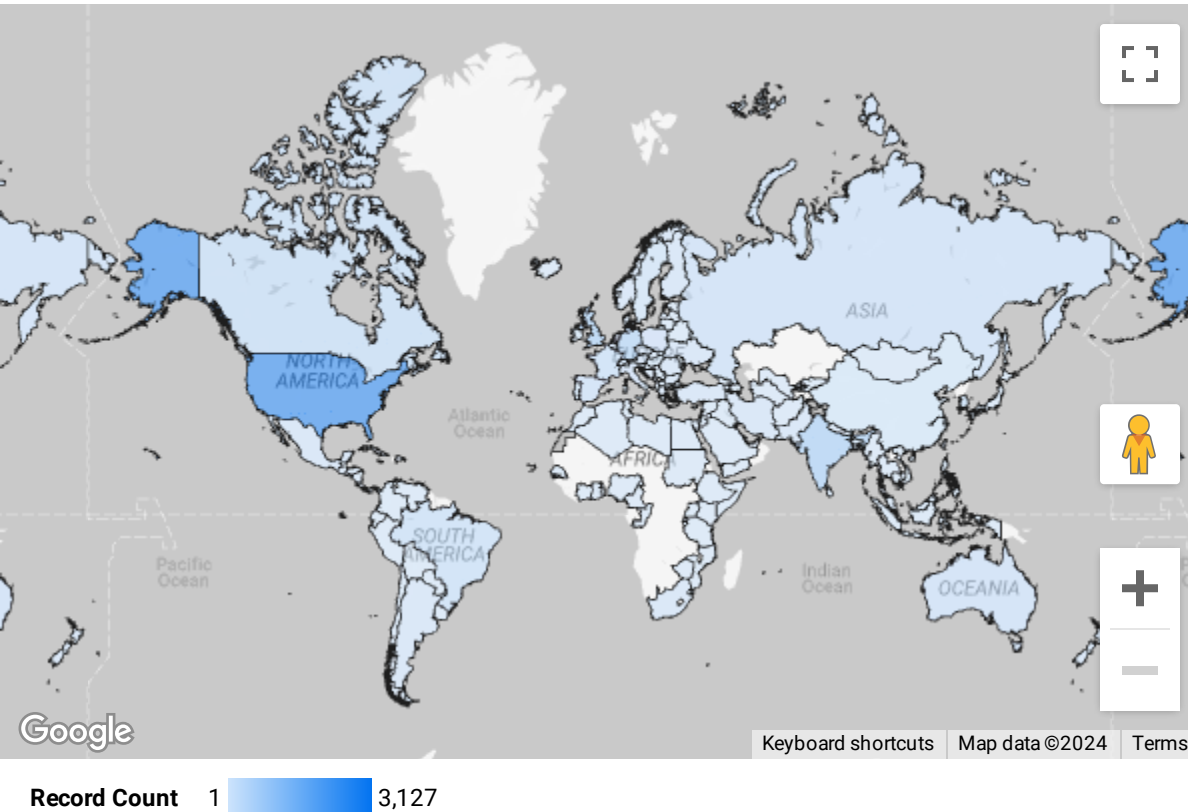 NORTH
AMERICA
ASIA
Atlantic
Ocean
AFRICA
SOUTH
AMERICA
Pacific
Ocean
Indian
Ocean
OCEANIA
Google
Keyboard shortcuts
Map data ©2024
Terms
Record Count 1 3,127